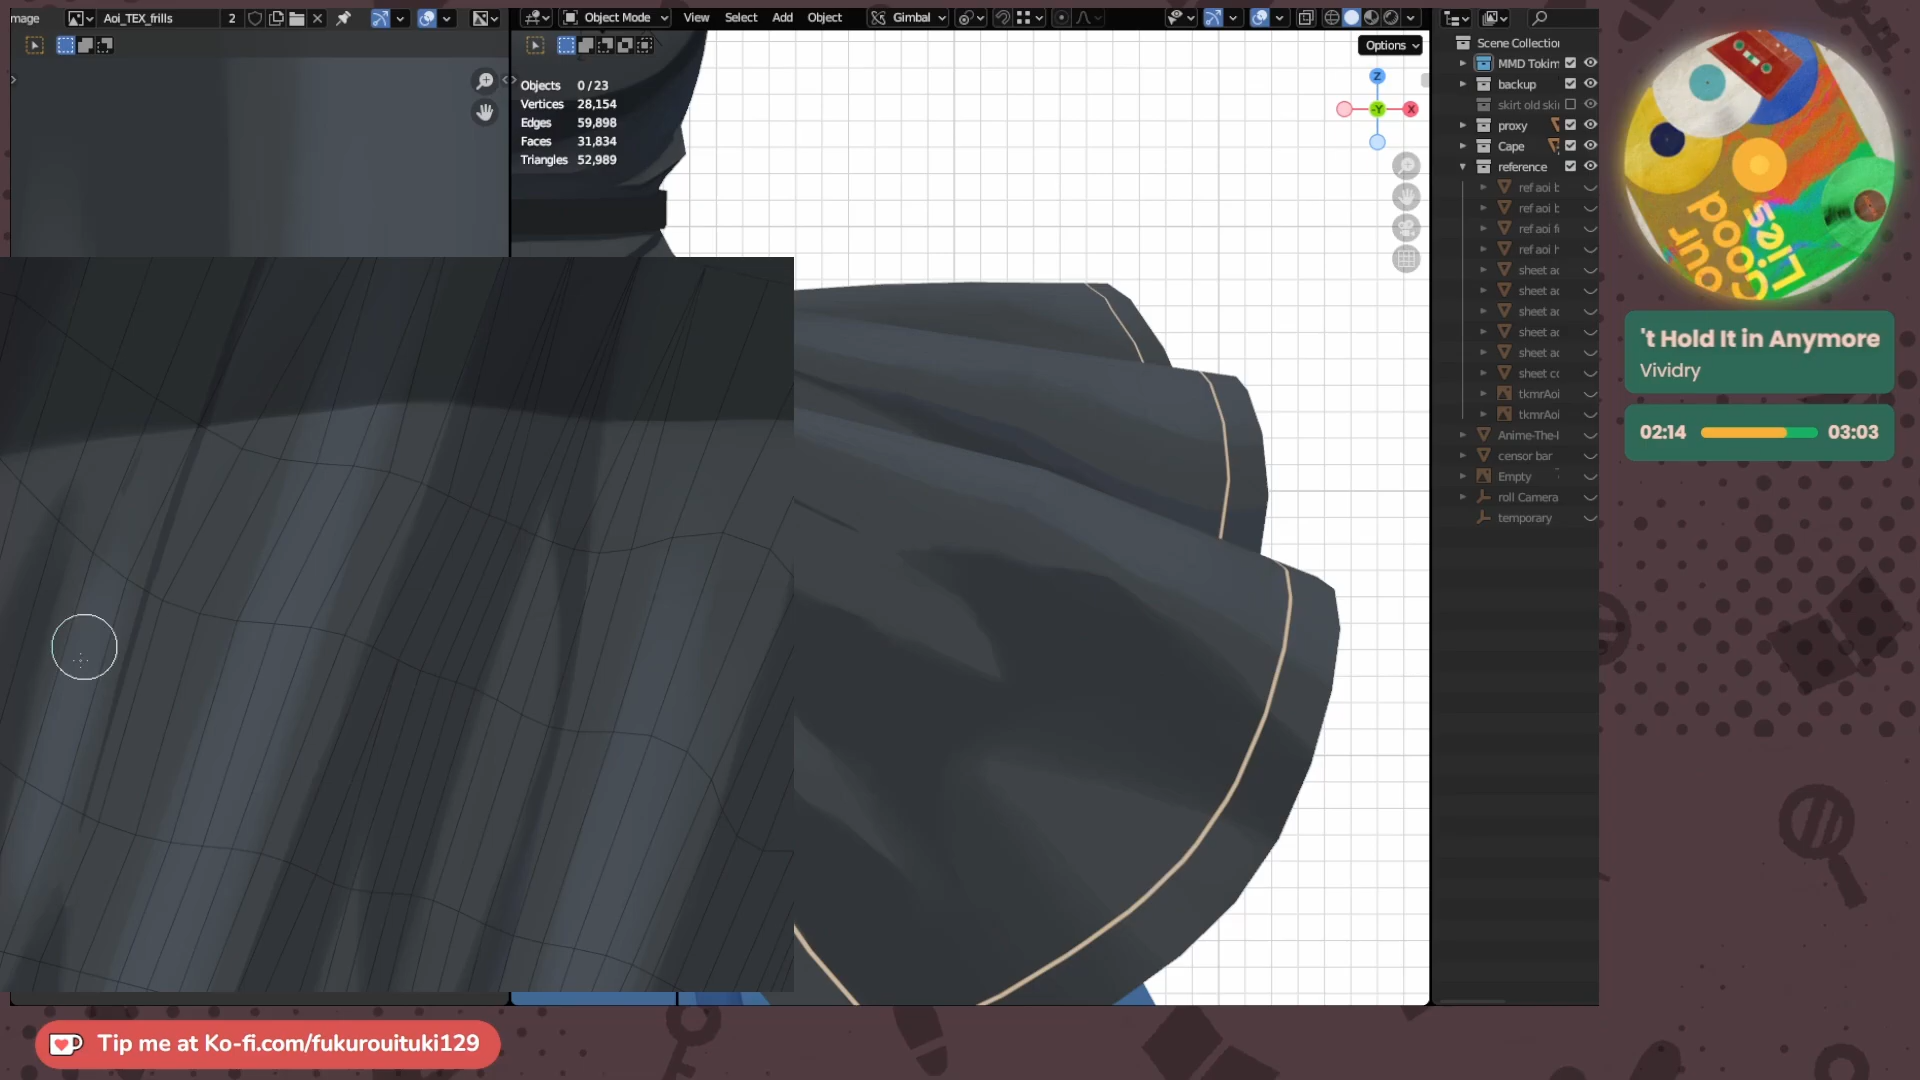 mage
Aoi_TEX_frills
2
Object Mode
View
Select
Add
Object
Gimbal
Options
Objects 0 / 23
Vertices 28,154
Edges 59,898
Faces 31,834
Triangles 52,989
Z
-Y
X
Scene Collection
MMD Tokim
backup
skirt old ski
proxy
Cape
reference
ref aoi b
ref aoi b
ref aoi f
ref aoi h
sheet ac
sheet ac
sheet ac
sheet ac
sheet ac
sheet cc
tkmrAoi
tkmrAoi
Anime-The-I
censor bar
Empty
roll Camera
temporary
our
Good
Lies
't Hold It in Anymore
Vividry
02:14
03:03
Tip me at Ko-fi.com/fukurouituki129